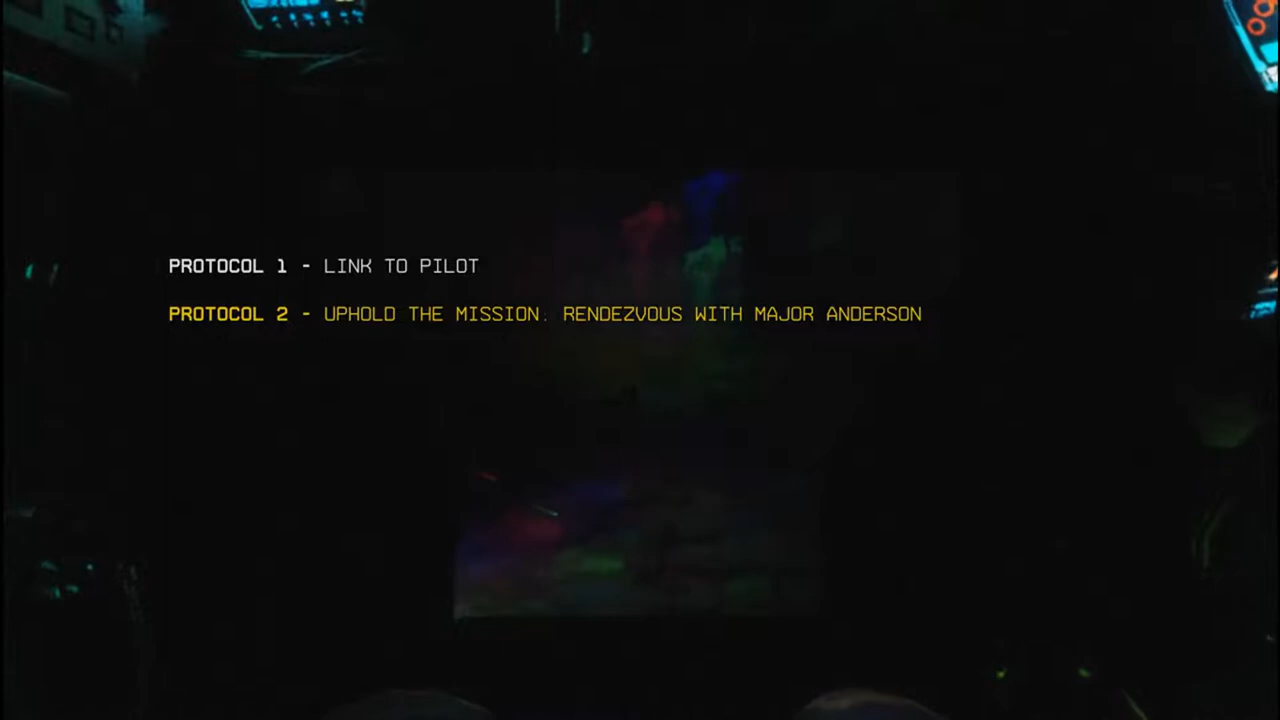 PROTOCOL 1 - LINK TO PILOT
PROTOCOL 2 - UPHOLD THE MISSION. RENDEZVOUS WITH MAJOR ANDERSON